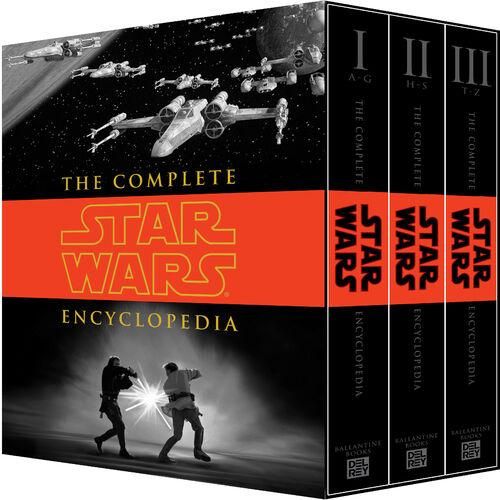 THE COMPLETE
STAR
WARS®
ENCYCLOPEDIA
I
A-G
THE COMPLETE
STAR
WARS
ENCYCLOPEDIA
BALLANTINE
BOOKS
DEL
REY
II
H-S
THE COMPLETE
STAR
WARS
ENCYCLOPEDIA
BALLANTINE
BOOKS
DEL
REY
III
T-Z
THE COMPLETE
STAR
WARS
ENCYCLOPEDIA
BALLANTINE
BOOKS
DEL
REY